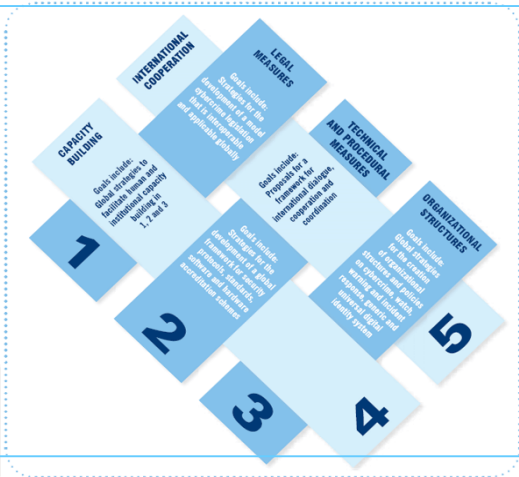 INTERNATIONAL
COOPERATION
LEGAL
MEASURES
Goals include:
Strategies for the
development of a model
cybercrime legislation
that is interoperable
and applicable globally
CAPACITY
BUILDING
Goals include:
Global strategies to
facilitate human and
institutional capacity
building in
1, 2 and 3
TECHNICAL
AND PROCEDURAL
MEASURES
Goals include:
Proposals for a
framework for
international dialogue,
cooperation and
coordination
ORGANIZATIONAL
STRUCTURES
Goals include:
Global strategies
for the creation
of organizational
structures and policies
on cybercrime, watch,
warning and incident
response, generic and
universal digital
identity system
Goals include:
Strategies for the
development of a global
framework for security
protocols, standards,
software and hardware
accreditation schemes
1
2
3
4
5